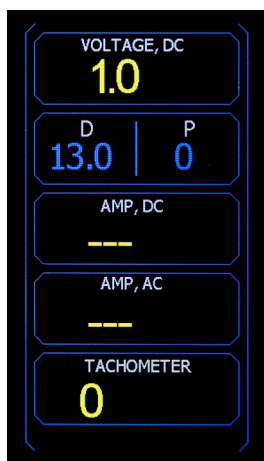 VOLTAGE, DC
1.0
D P
13.0 0
AMP, DC
---
AMP, AC
---
TACHOMETER
0